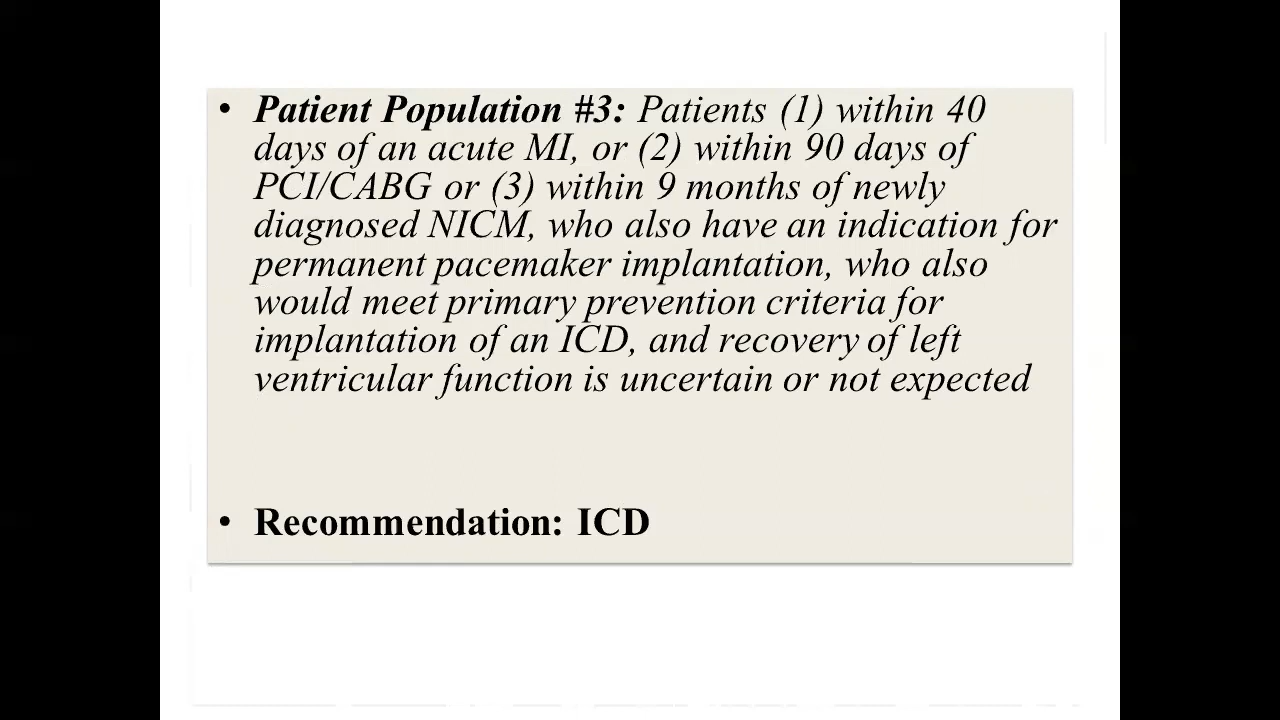 • Patient Population #3: Patients (1) within 40
days of an acute MI, or (2) within 90 days of
PCI/CABG or (3) within 9 months of newly
diagnosed NICM, who also have an indication for
permanent pacemaker implantation, who also
would meet primary prevention criteria for
implantation of an ICD, and recovery of left
ventricular function is uncertain or not expected
• Recommendation: ICD